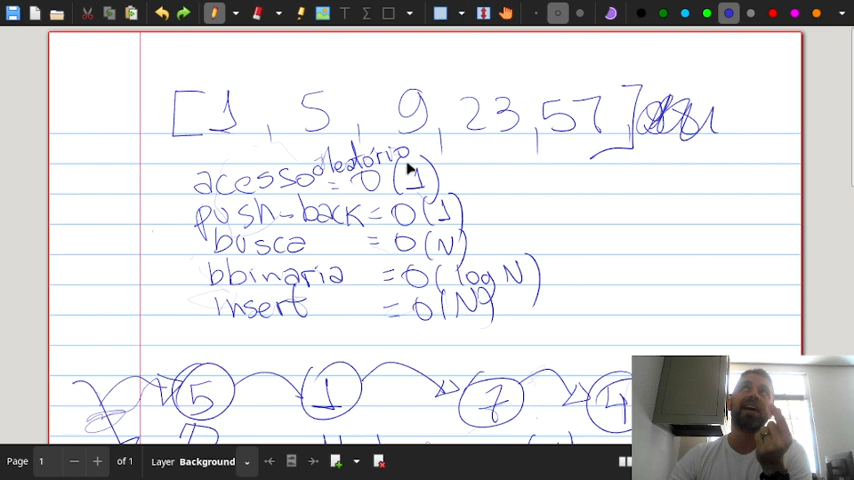 [1, 5, 9, 23, 57]
aleatório
acesso = O(1)
push-back = O(1)
busca = O(N)
bbinaria = O(log N)
insert = O(N)
5 1 7 4
Page 1 of 1 Layer Background